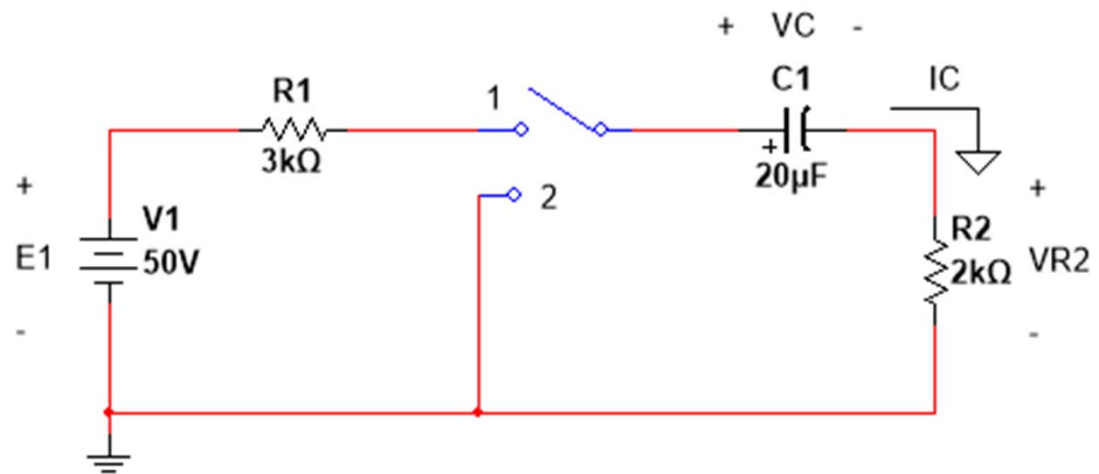 + VC -
R1
3kΩ
1
C1
+
20μF
IC
2
+
E1
-
V1
50V
R2
2kΩ
+
VR2
-